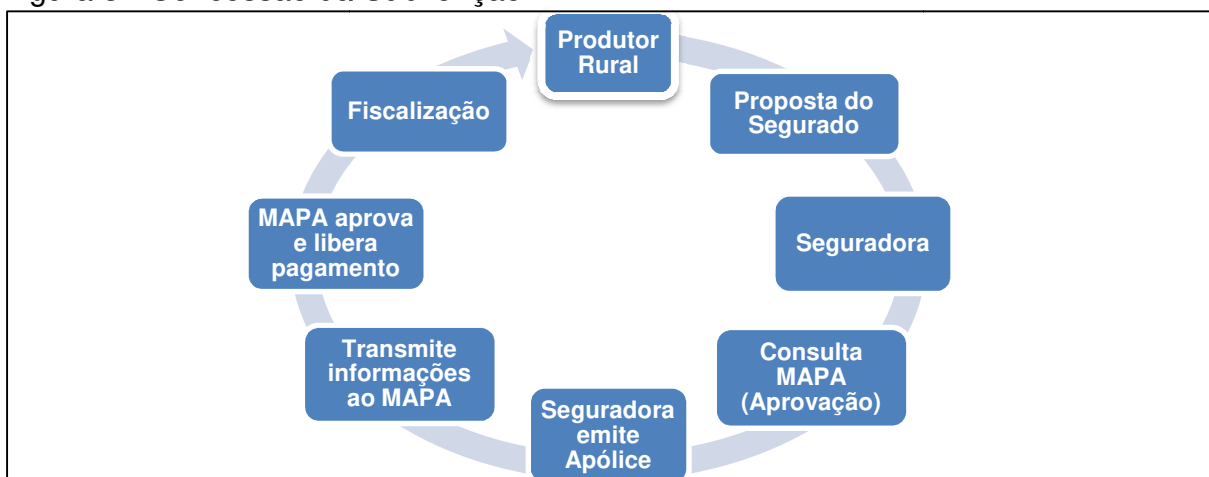 Produtor
Rural
Proposta do
Segurado
Seguradora
Consulta
MAPA
(Aprovação)
Seguradora
emite
Apólice
Transmite
informações
ao MAPA
MAPA aprova
e libera
pagamento
Fiscalização